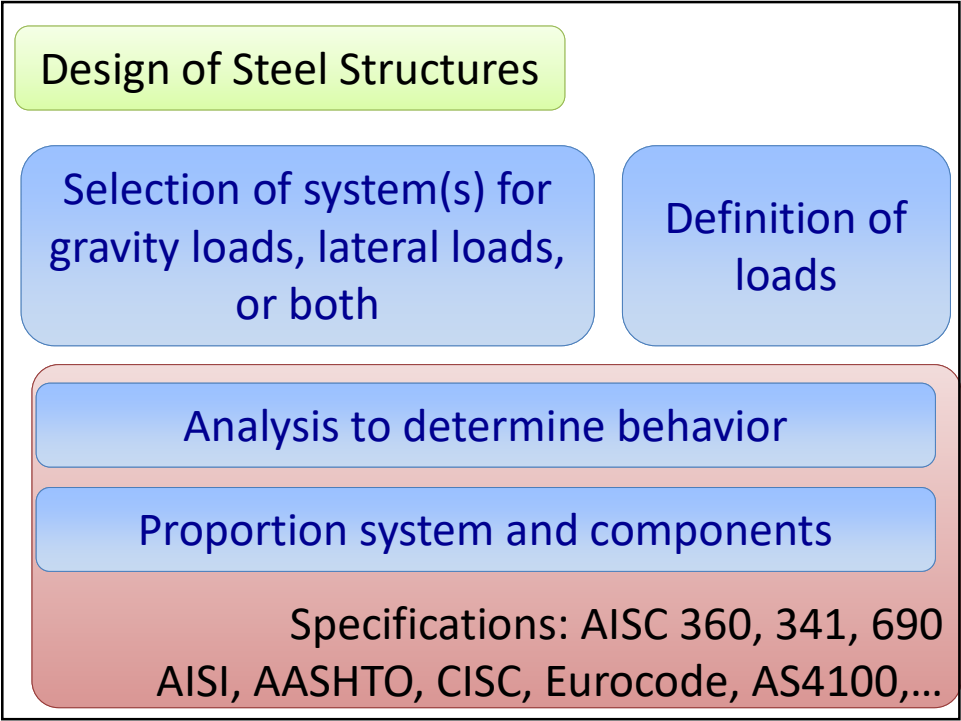 Design of Steel Structures
Selection of system(s) for
gravity loads, lateral loads,
or both
Definition of
loads
Analysis to determine behavior
Proportion system and components
Specifications: AISC 360, 341, 690
AISI, AASHTO, CISC, Eurocode, AS4100,...